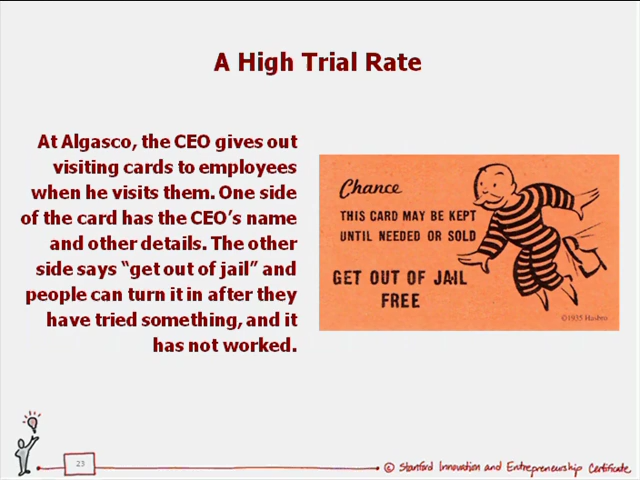 A High Trial Rate
At Algasco, the CEO gives out
visiting cards to employees
when he visits them. One side
of the card has the CEO's name
and other details. The other
side says “get out of jail” and
people can turn it in after they
have tried something, and it
has not worked.
Chance
THIS CARD MAY BE KEPT
UNTIL NEEDED OR SOLD
GET OUT OF JAIL
FREE
©1935 Hasbro
23
© Stanford Innovation and Entrepreneurship Certificate